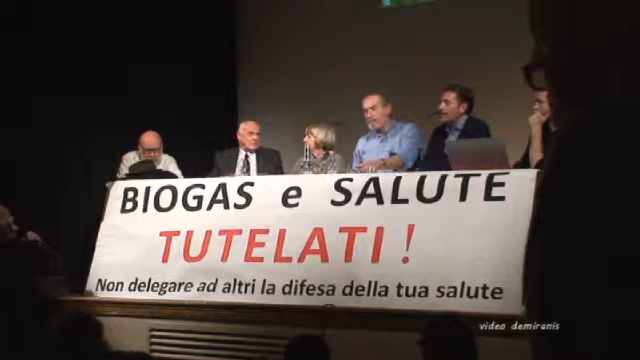 BIOGAS e SALUTE
TUTELATI!
Non delegare ad altri la difesa della tua salute
video demiranis